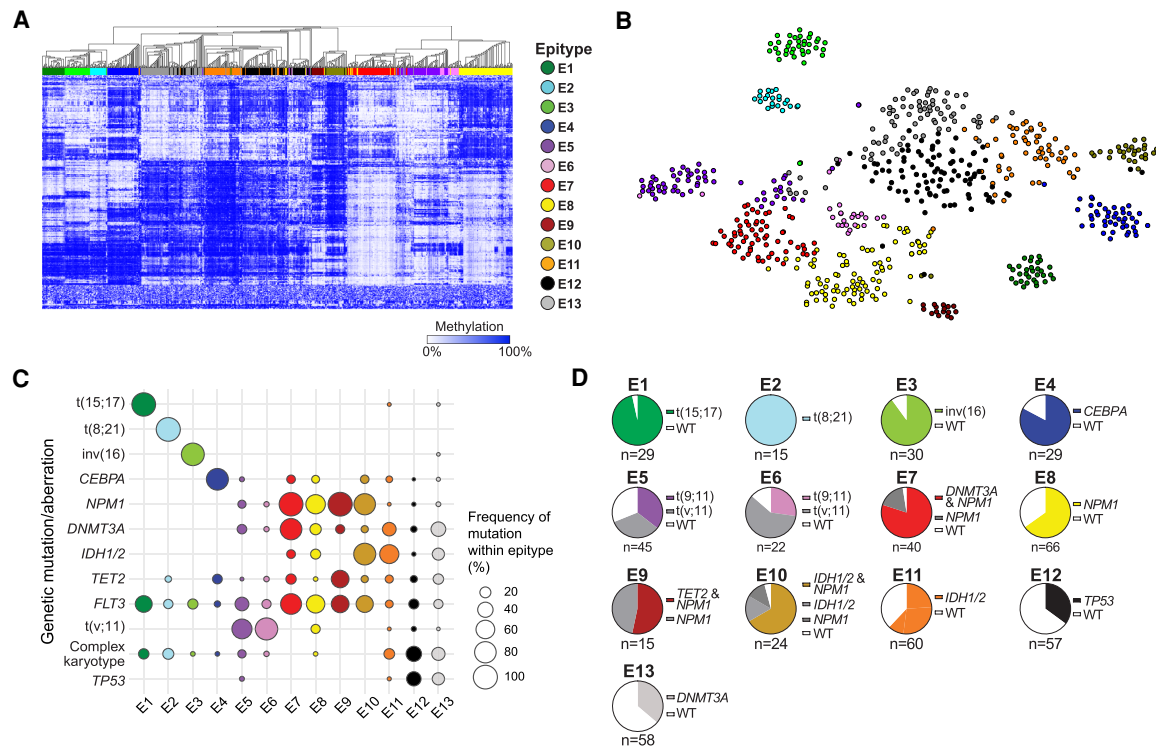 A
Epitype
E1
E2
E3
E4
E5
E6
E7
E8
E9
E10
E11
E12
E13
Methylation
0% 100%
B
C
Genetic mutation/aberration
t(15;17)
t(8;21)
inv(16)
CEBPA
NPM1
DNMT3A
IDH1/2
TET2
FLT3
t(v;11)
Complex
karyotype
TP53
E1 E2 E3 E4 E5 E6 E7 E8 E9 E10 E11 E12 E13
Frequency of
mutation
within epitype
(%)
20
40
60
80
100
D
E1
t(15;17)
WT
n=29
E2
t(8;21)
n=15
E3
inv(16)
WT
n=30
E4
CEBPA
WT
n=29
E5
t(9;11)
t(v;11)
WT
n=45
E6
t(9;11)
t(v;11)
WT
n=22
E7
DNMT3A
& NPM1
NPM1
WT
n=40
E8
NPM1
WT
n=66
E9
TET2 &
NPM1
NPM1
n=15
E10
IDH1/2 &
NPM1
IDH1/2
NPM1
WT
n=24
E11
IDH1/2
WT
n=60
E12
TP53
WT
n=57
E13
DNMT3A
WT
n=58